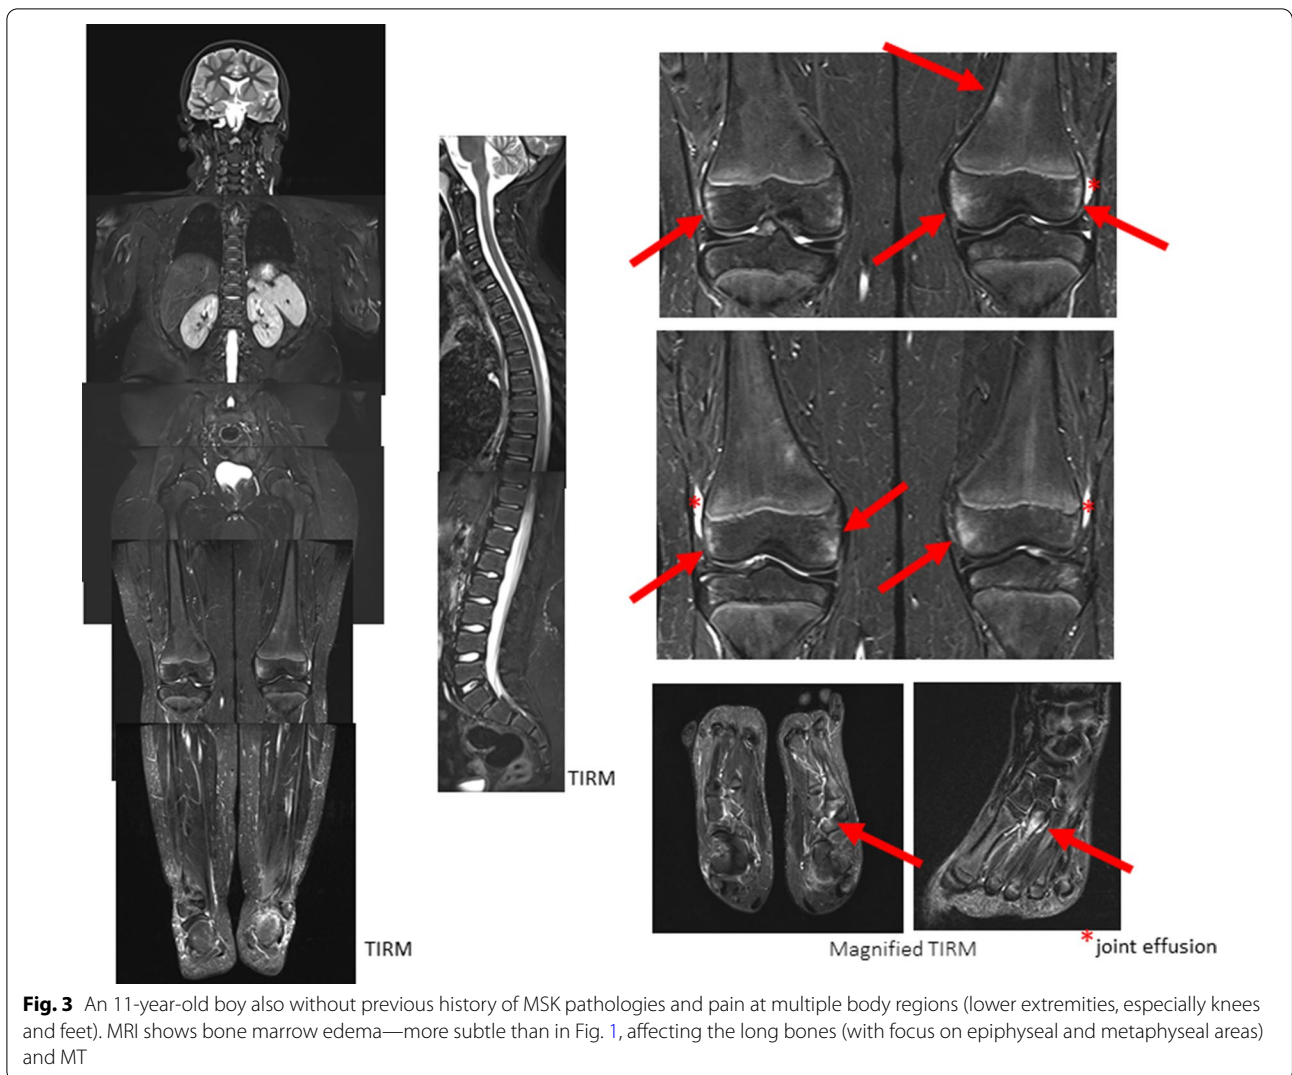 TIRM
TIRM
*
*
*
Magnified TIRM
* joint effusion
Fig. 3 An 11-year-old boy also without previous history of MSK pathologies and pain at multiple body regions (lower extremities, especially knees
and feet). MRI shows bone marrow edema—more subtle than in Fig. 1, affecting the long bones (with focus on epiphyseal and metaphyseal areas)
and MT